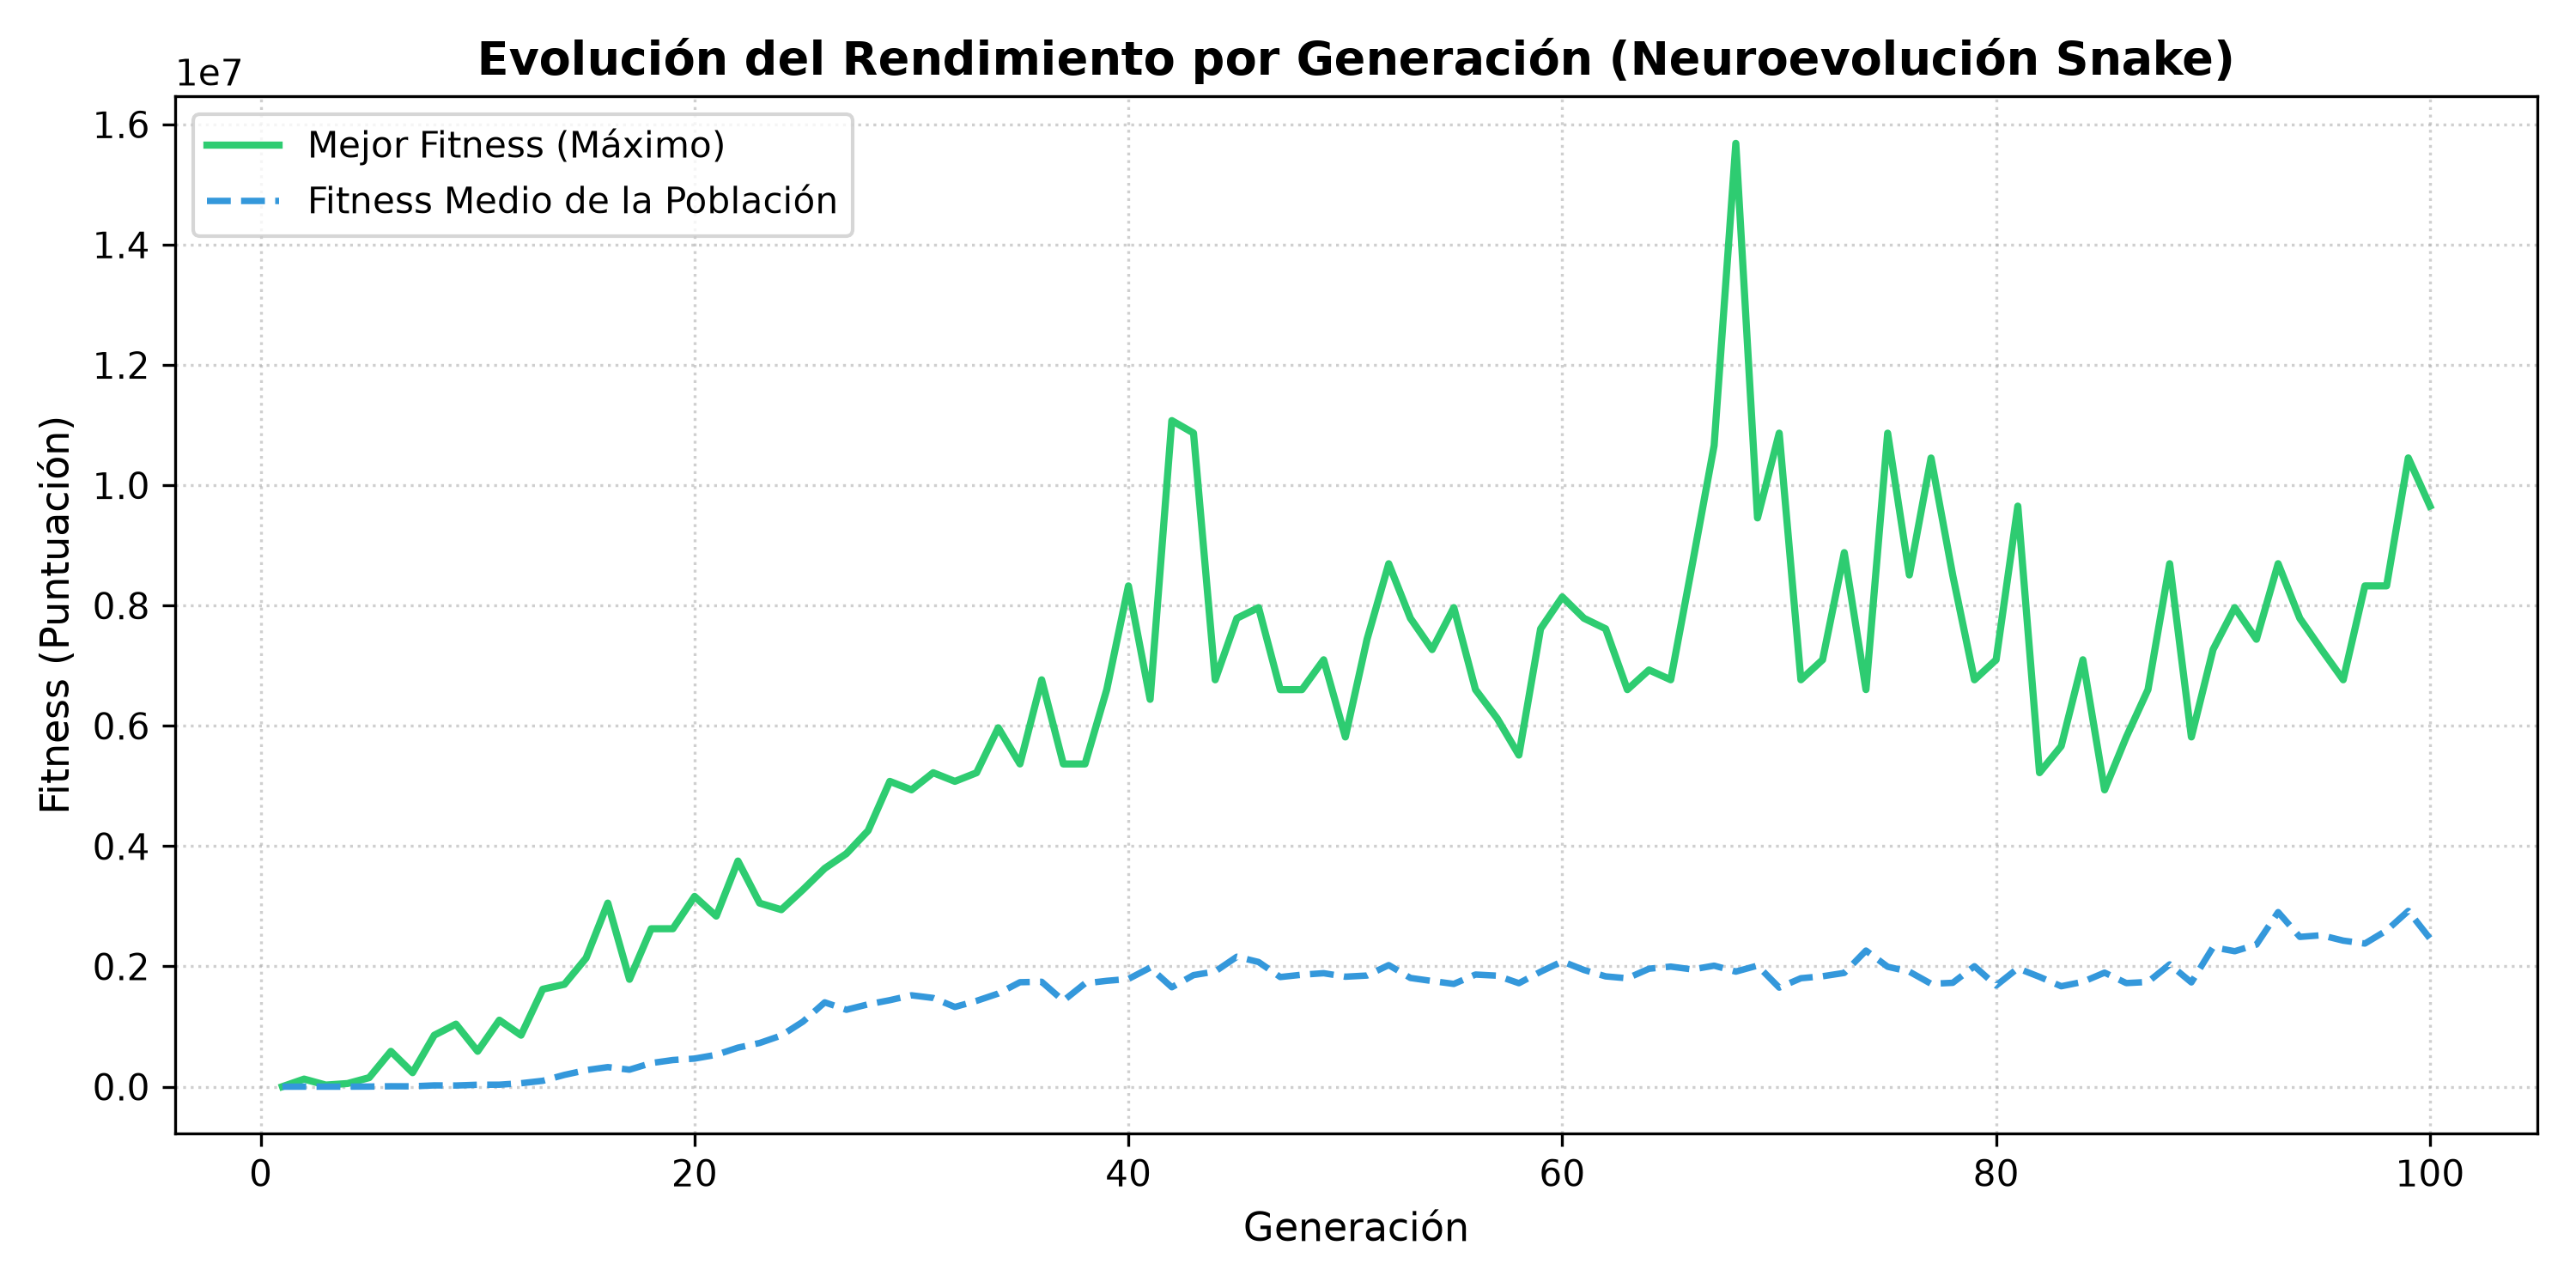 Evolución del Rendimiento por Generación (Neuroevolución Snake)
1e7
1.6
1.4
1.2
1.0
0.8
0.6
0.4
0.2
0.0
Fitness (Puntuación)
Mejor Fitness (Máximo)
Fitness Medio de la Población
0 20 40 60 80 100
Generación